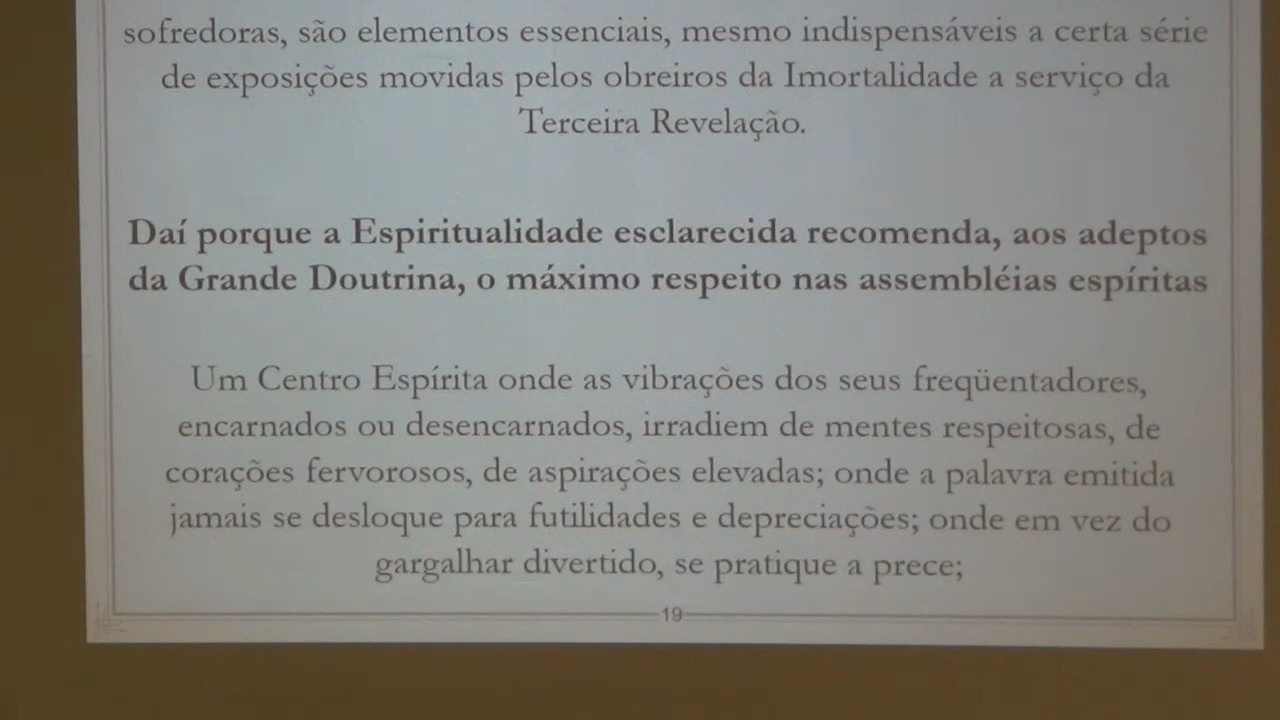 sofredoras, são elementos essenciais, mesmo indispensáveis a certa série
de exposições movidas pelos obreiros da Imortalidade a serviço da
Terceira Revelação.
Daí porque a Espiritualidade esclarecida recomenda, aos adeptos
da Grande Doutrina, o máximo respeito nas assembléias espíritas
Um Centro Espírita onde as vibrações dos seus freqüentadores,
encarnados ou desencarnados, irradiem de mentes respeitosas, de
corações fervorosos, de aspirações elevadas; onde a palavra emitida
jamais se desloque para futilidades e depreciações; onde em vez do
gargalhar divertido, se pratique a prece;
19